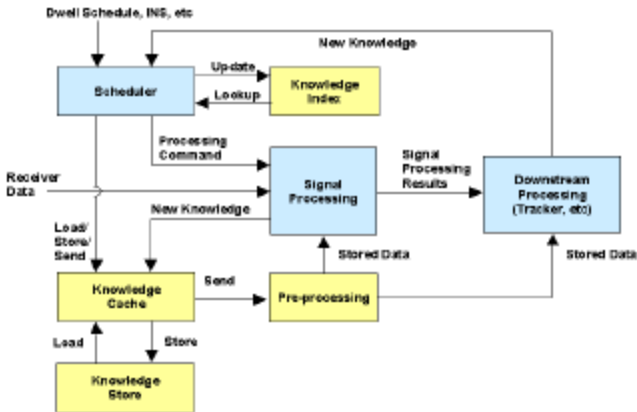 Dwell Schedule, INS, etc
New Knowledge
Update
Scheduler
Lookup
Knowledge
Index
Processing
Command
Receiver
Data
Signal
Processing
Signal
Processing
Results
Downstream
Processing
(Tracker, etc)
New Knowledge
Load/
Store/
Send
Stored Data
Stored Data
Knowledge
Cache
Send
Pre-processing
Load
Store
Knowledge
Store